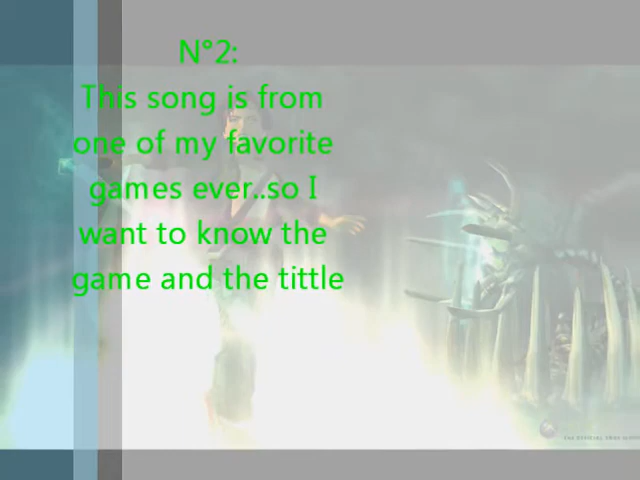 N°2:
This song is from
one of my favorite
games ever..so I
want to know the
game and the tittle